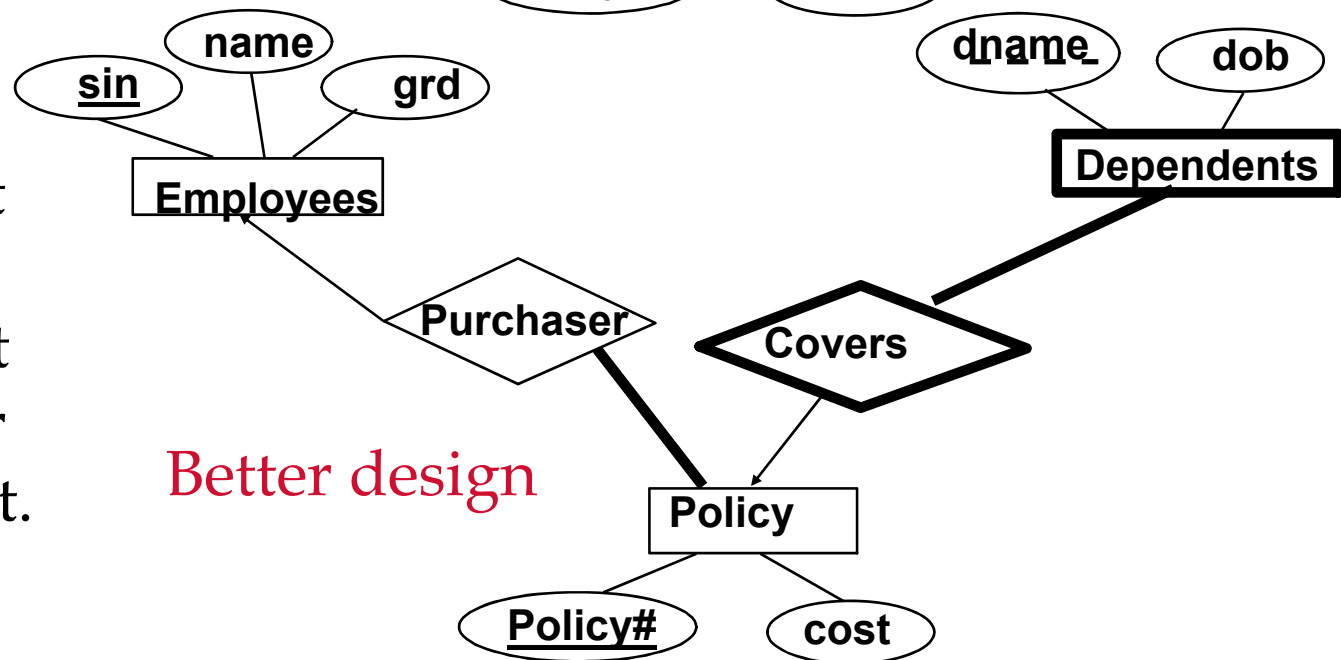 name
dname
dob
sin
grd
Dependents
Employees
Purchaser
Covers
Better design
t.
Policy
Policy#
cost